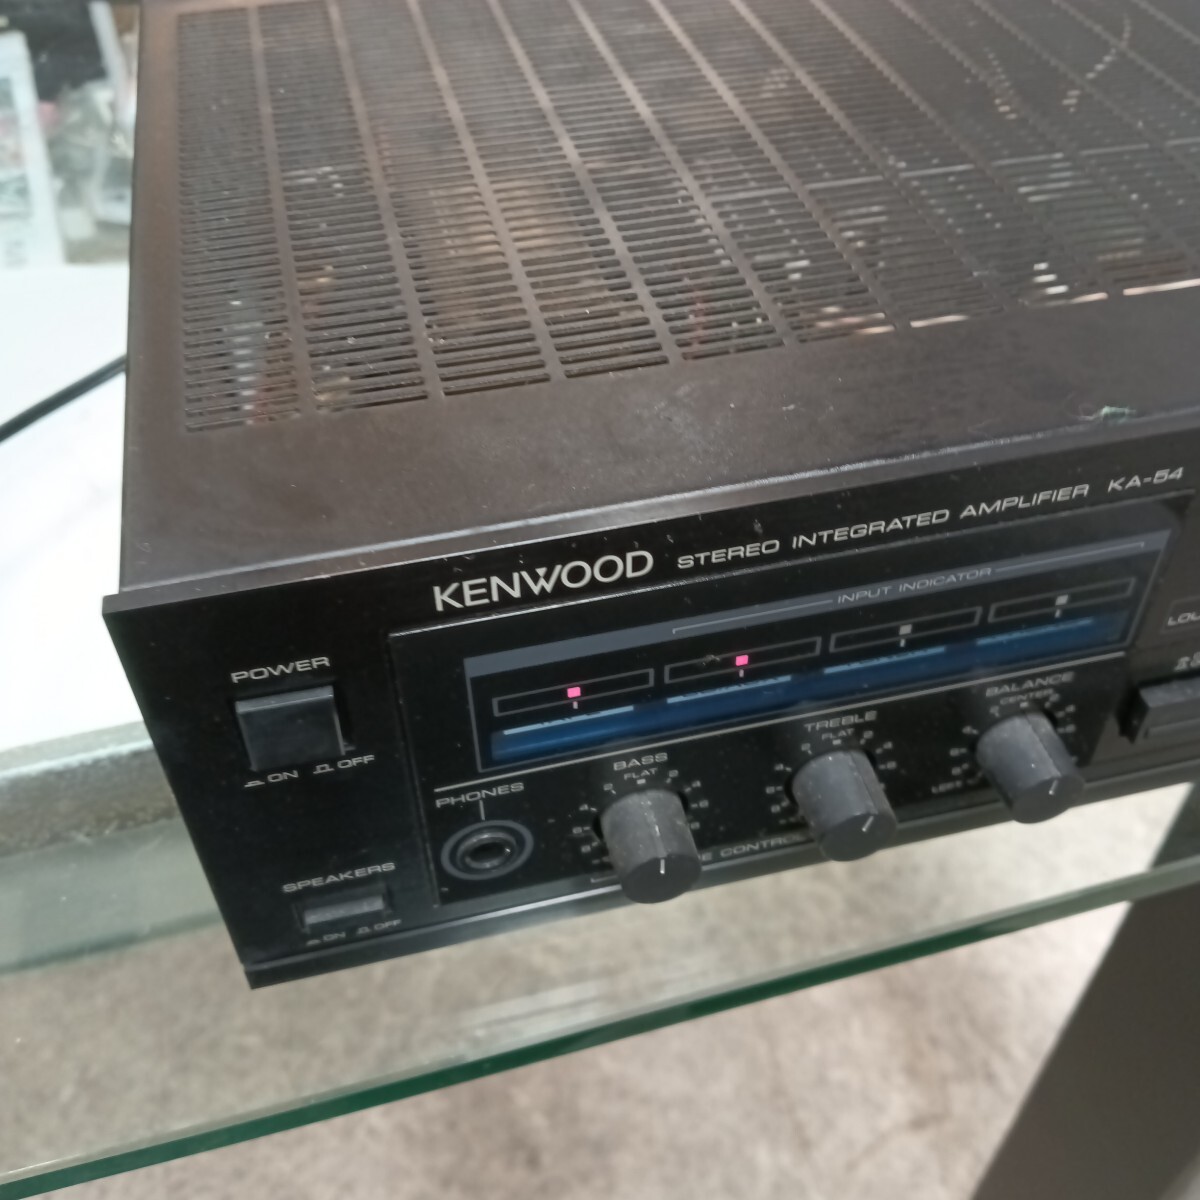 KENWOOD STEREO INTEGRATED AMPLIFIER KA-54
INPUT INDICATOR
POWER
ON OFF
PHONES
SPEAKERS
ON OFF
BASS
FLAT
TREBLE
FLAT
BALANCE
CENTER
LEFT